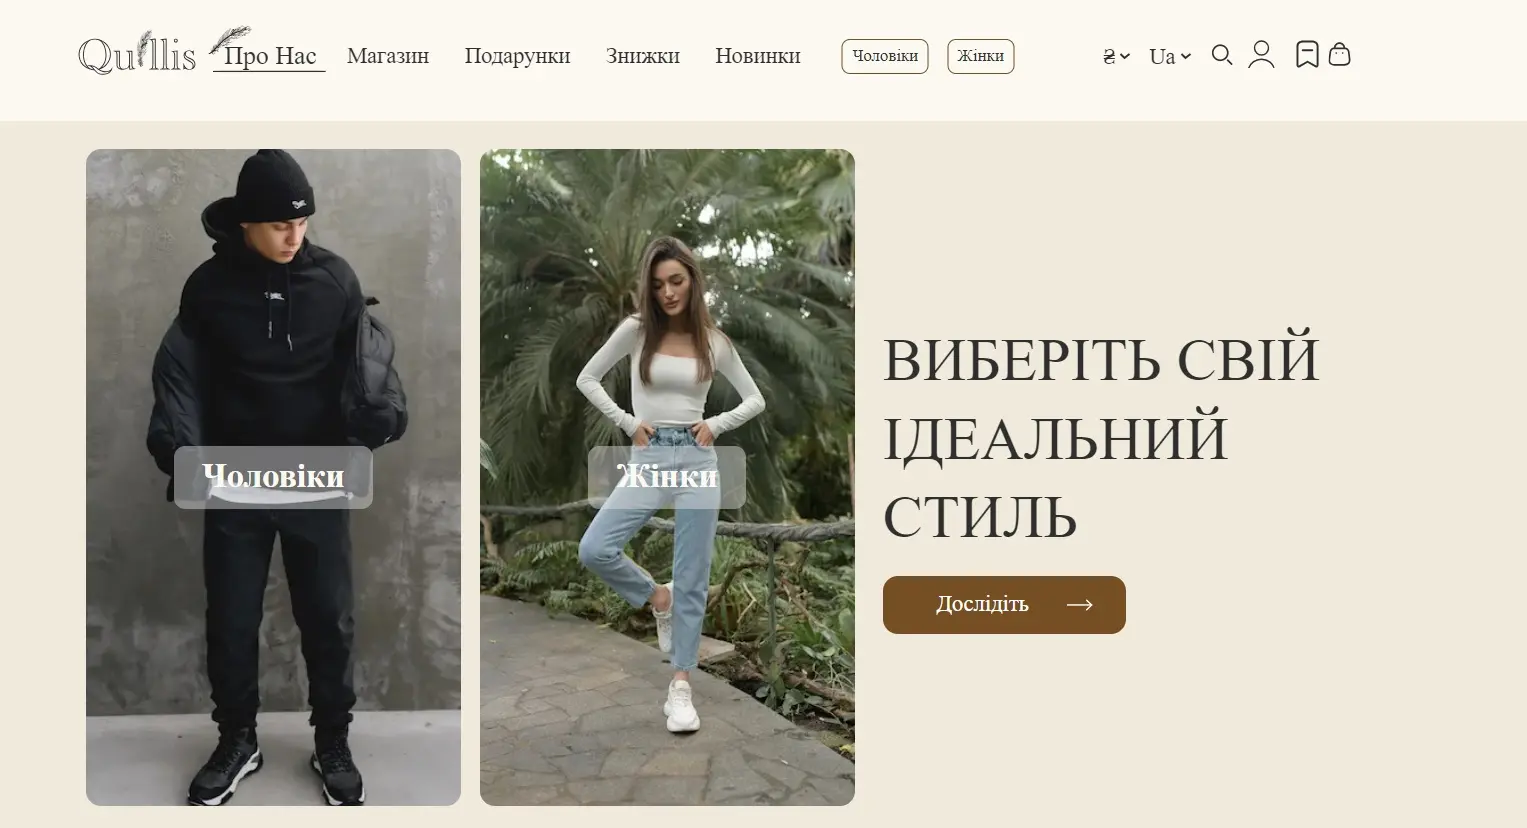 Quillis
Про Нас Магазин Подарунки Знижки Новинки Чоловіки Жінки ₴ Ua
Чоловіки
Жінки
ВИБЕРІТЬ СВІЙ
ІДЕАЛЬНИЙ
СТИЛЬ
Дослідіть